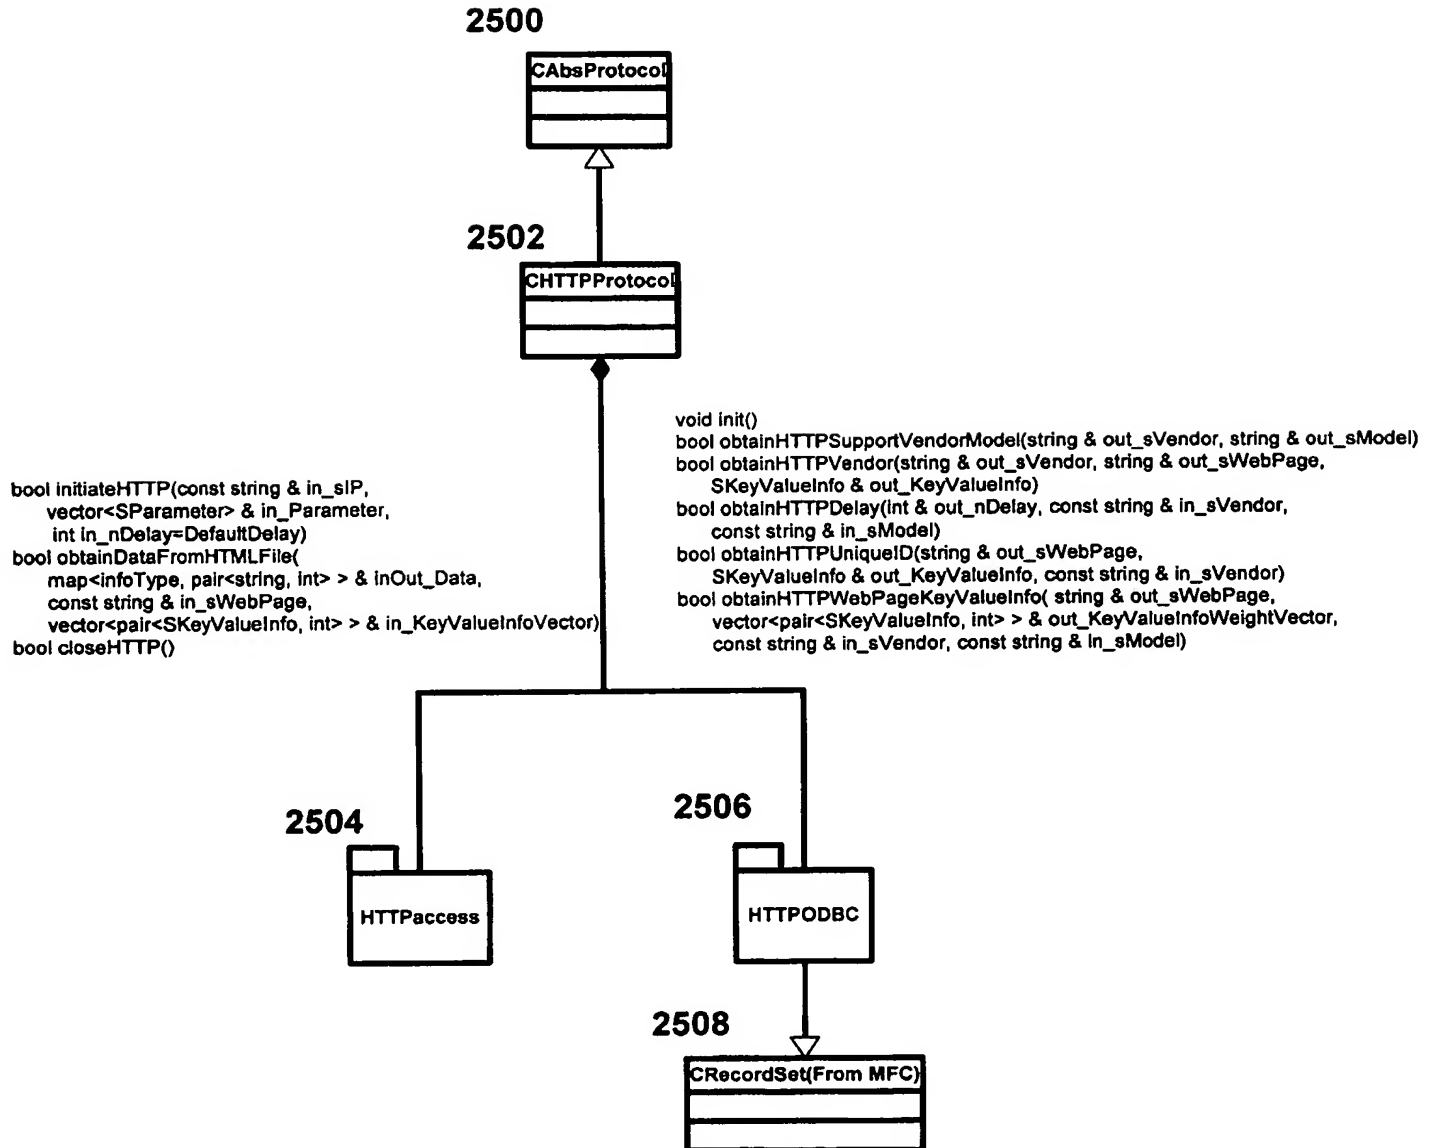 2500
CAbsProtocol
2502
CHTTPProtocol
void init()
bool obtainHTTPSupportVendorModel(string & out_sVendor, string & out_sModel)
bool obtainHTTPVendor(string & out_sVendor, string & out_sWebPage,
SKeyValueInfo & out_KeyValueInfo)
bool obtainHTTPDelay(int & out_nDelay, const string & in_sVendor,
const string & in_sModel)
bool obtainHTTPUniqueID(string & out_sWebPage,
SKeyValueInfo & out_KeyValueInfo, const string & in_sVendor)
bool obtainHTTPWebPageKeyValueInfo( string & out_sWebPage,
vector<pair<SKeyValueInfo, int> > & out_KeyValueInfoWeightVector,
const string & in_sVendor, const string & in_sModel)
bool initiateHTTP(const string & in_sIP,
vector<SParameter> & in_Parameter,
int in_nDelay=DefaultDelay)
bool obtainDataFromHTMLFile(
map<infoType, pair<string, int> > & inOut_Data,
const string & in_sWebPage,
vector<pair<SKeyValueInfo, int> > & in_KeyValueInfoVector)
bool closeHTTP()
2504
HTTPaccess
2506
HTTPODBC
2508
CRecordSet(From MFC)